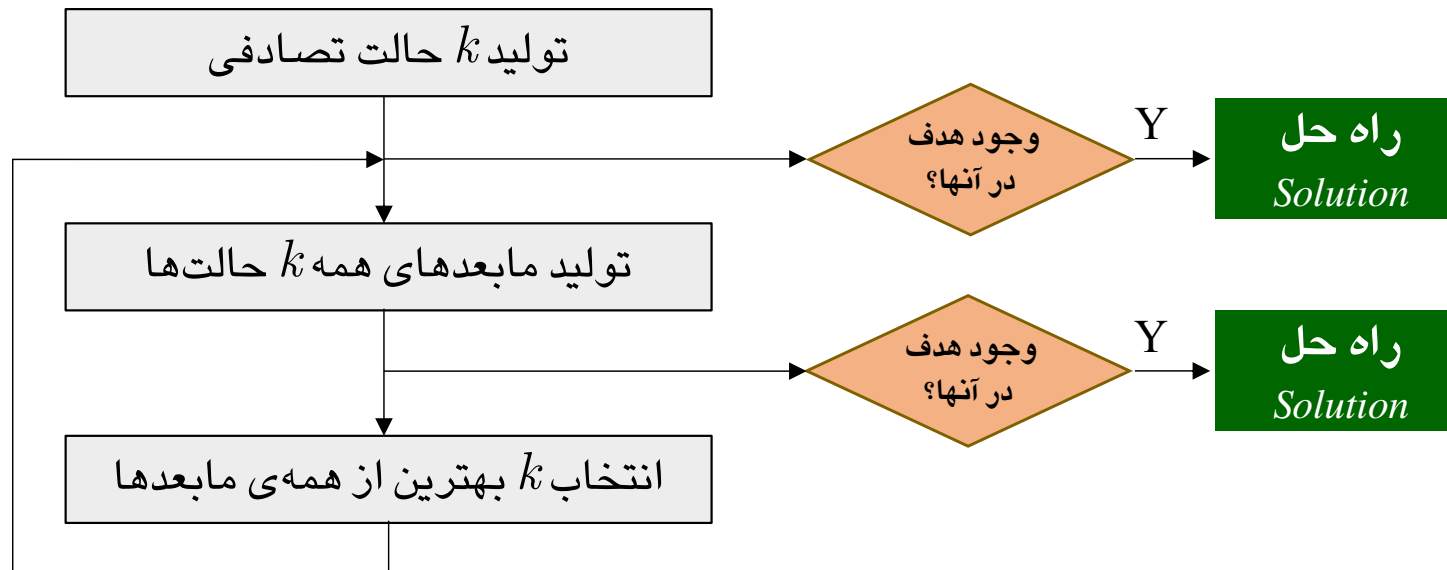 تولید k حالت تصادفی
وجود هدف
در آنها؟
Y
راه حل
Solution
تولید مابعدهای همه k حالت‌ها
وجود هدف
در آنها؟
Y
راه حل
Solution
انتخاب k بهترین از همه‌ی مابعدها